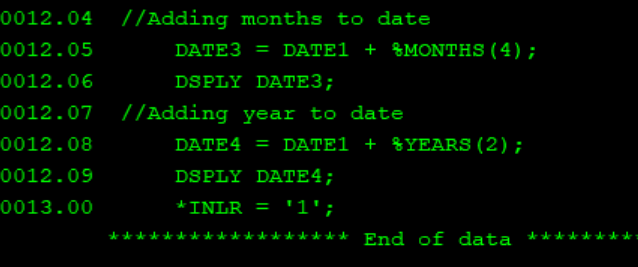 0012.04 //Adding months to date
0012.05 DATE3 = DATE1 + %MONTHS(4);
0012.06 DSPLY DATE3;
0012.07 //Adding year to date
0012.08 DATE4 = DATE1 + %YEARS(2);
0012.09 DSPLY DATE4;
0013.00 *INLR = '1';
****************** End of data *********